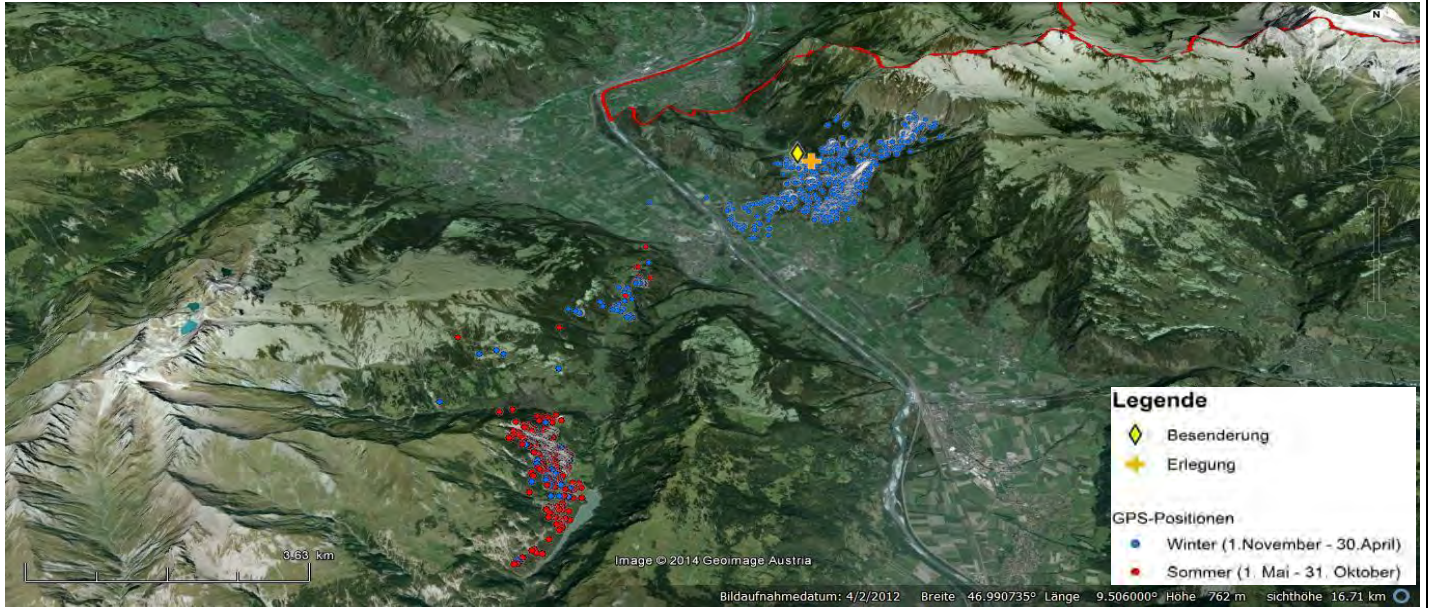 N
Legende
Besenderung
Erlegung
GPS-Positionen
Winter (1.November - 30.April)
Sommer (1. Mai - 31. Oktober)
3.63 km
Image © 2014 Geoimage Austria
Bildaufnahmedatum: 4/2/2012 Breite 46.990735° Länge 9.506000° Höhe 762 m sichthöhe 16.71 km